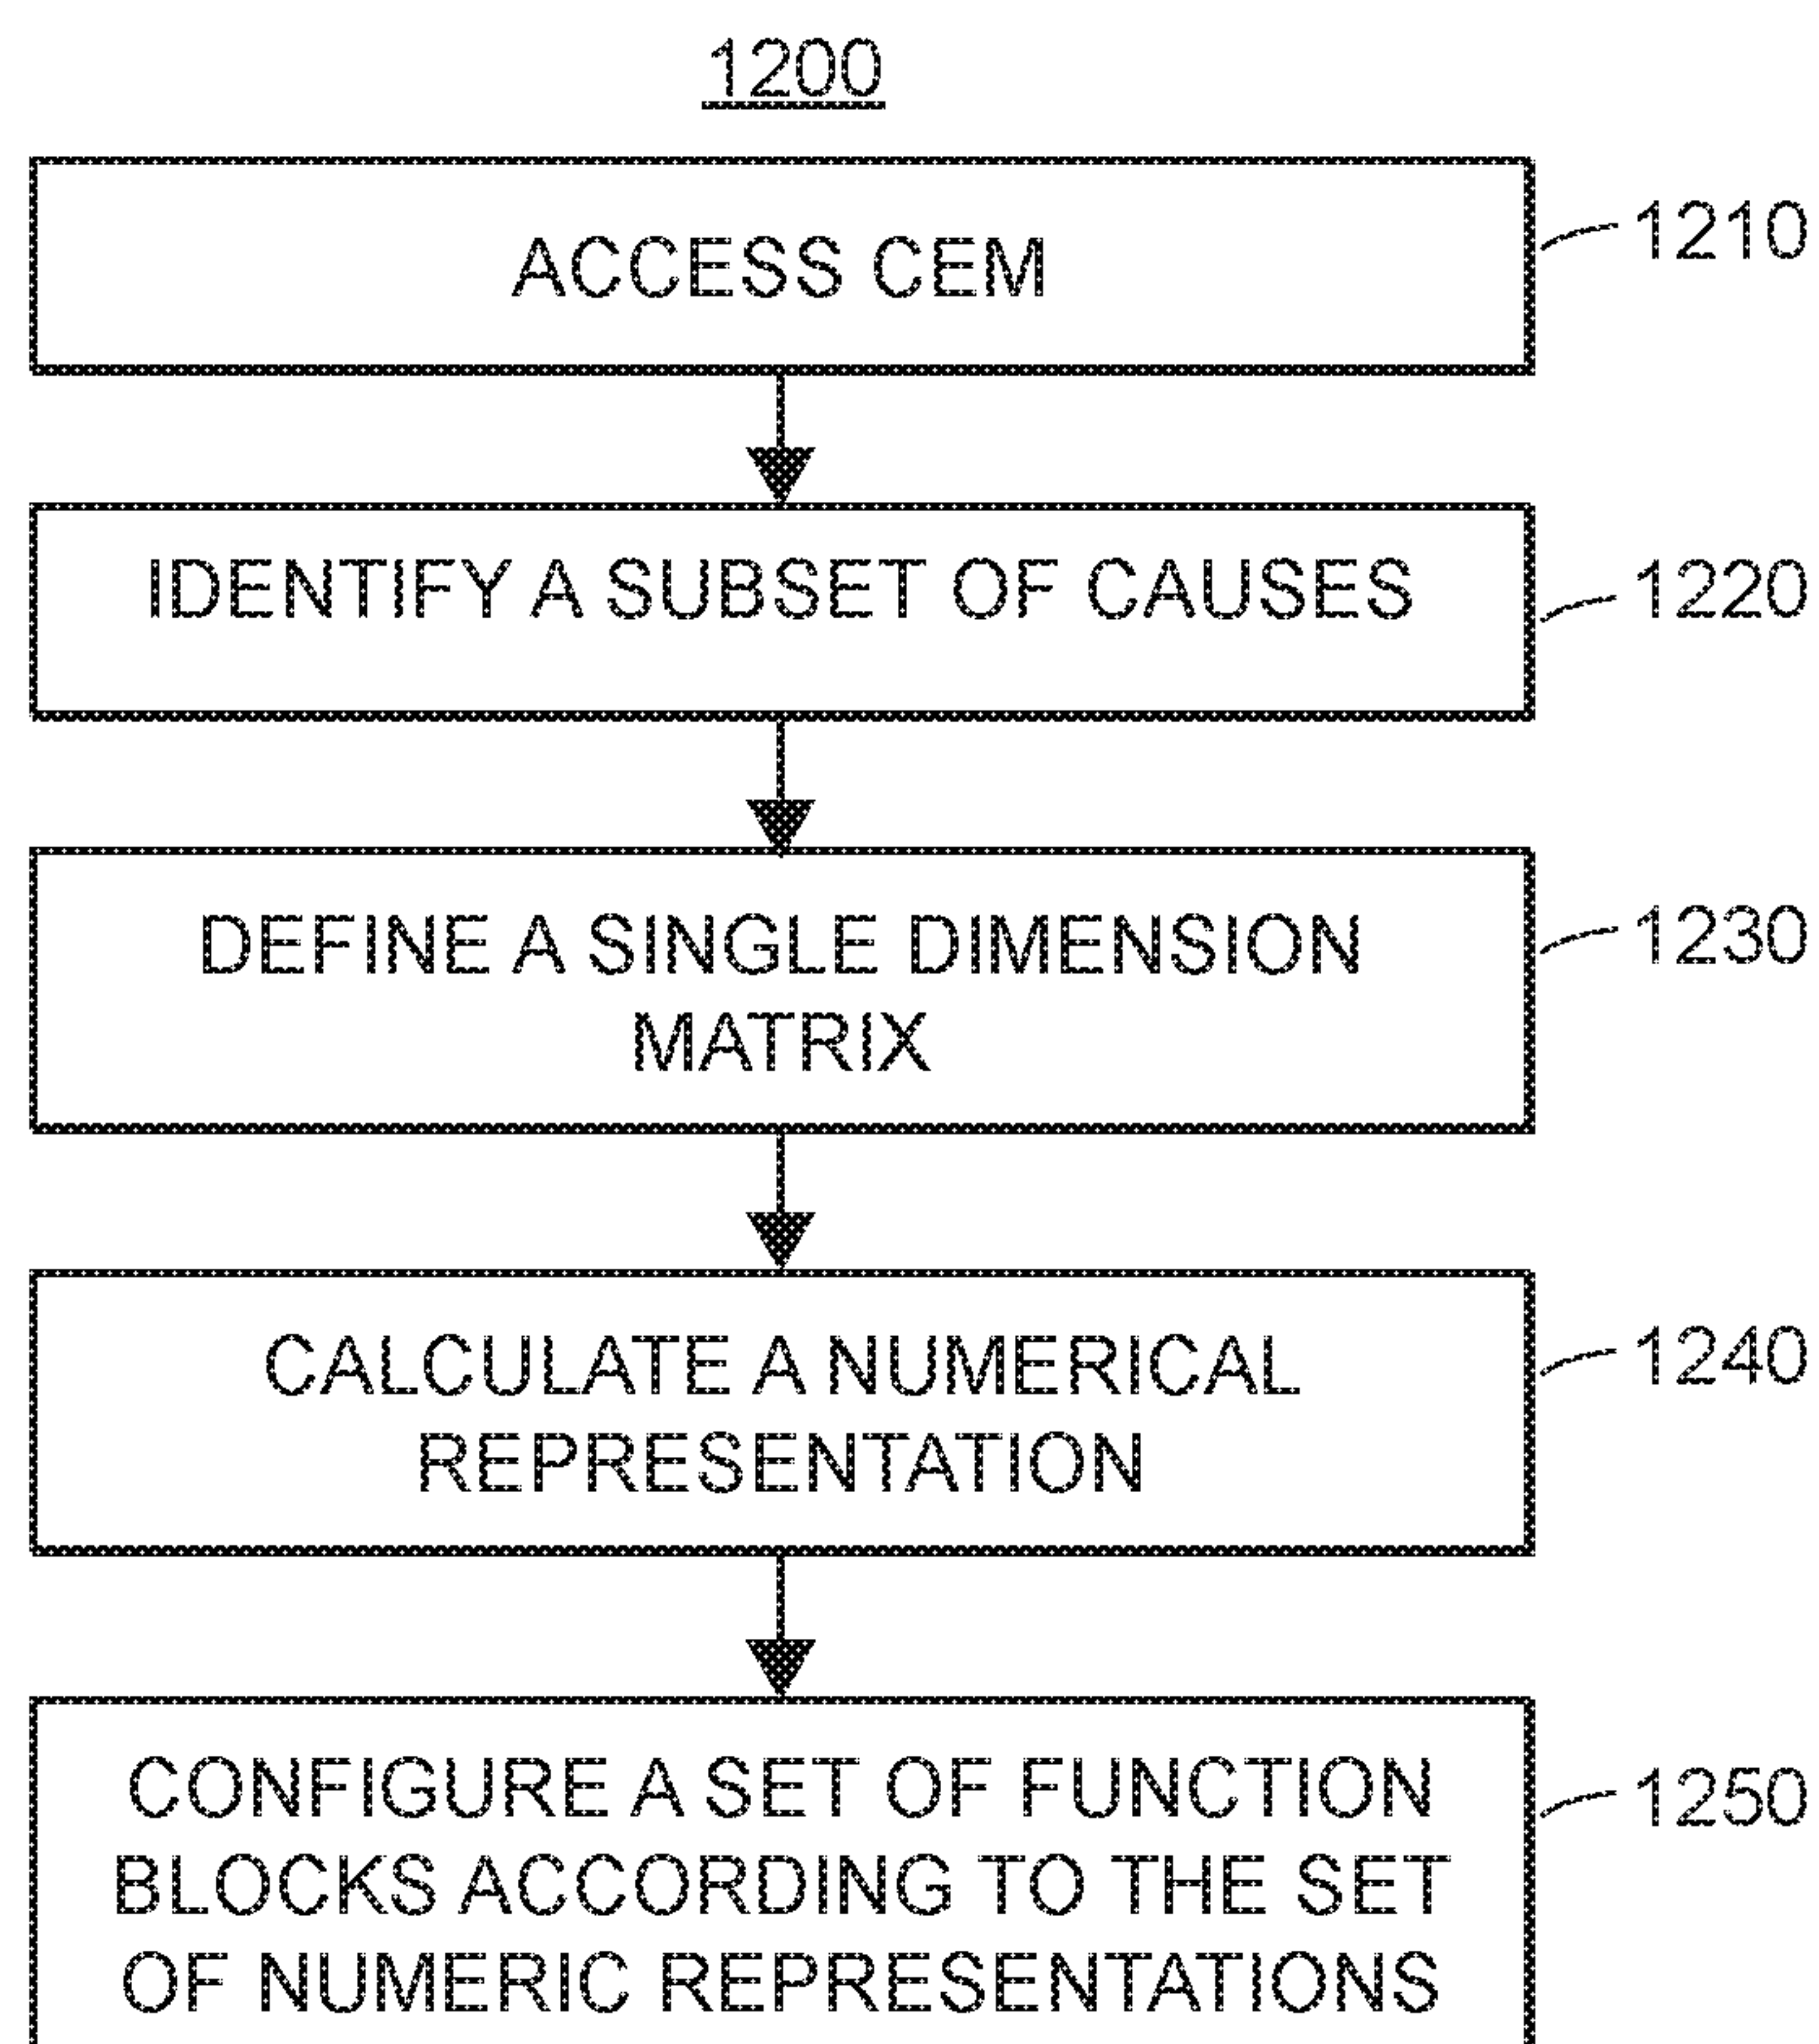 1200
ACCESS CEM
1210
IDENTIFY A SUBSET OF CAUSES
1220
DEFINE A SINGLE DIMENSION
MATRIX
1230
CALCULATE A NUMERICAL
REPRESENTATION
1240
CONFIGURE A SET OF FUNCTION
BLOCKS ACCORDING TO THE SET
OF NUMERIC REPRESENTATIONS
1250